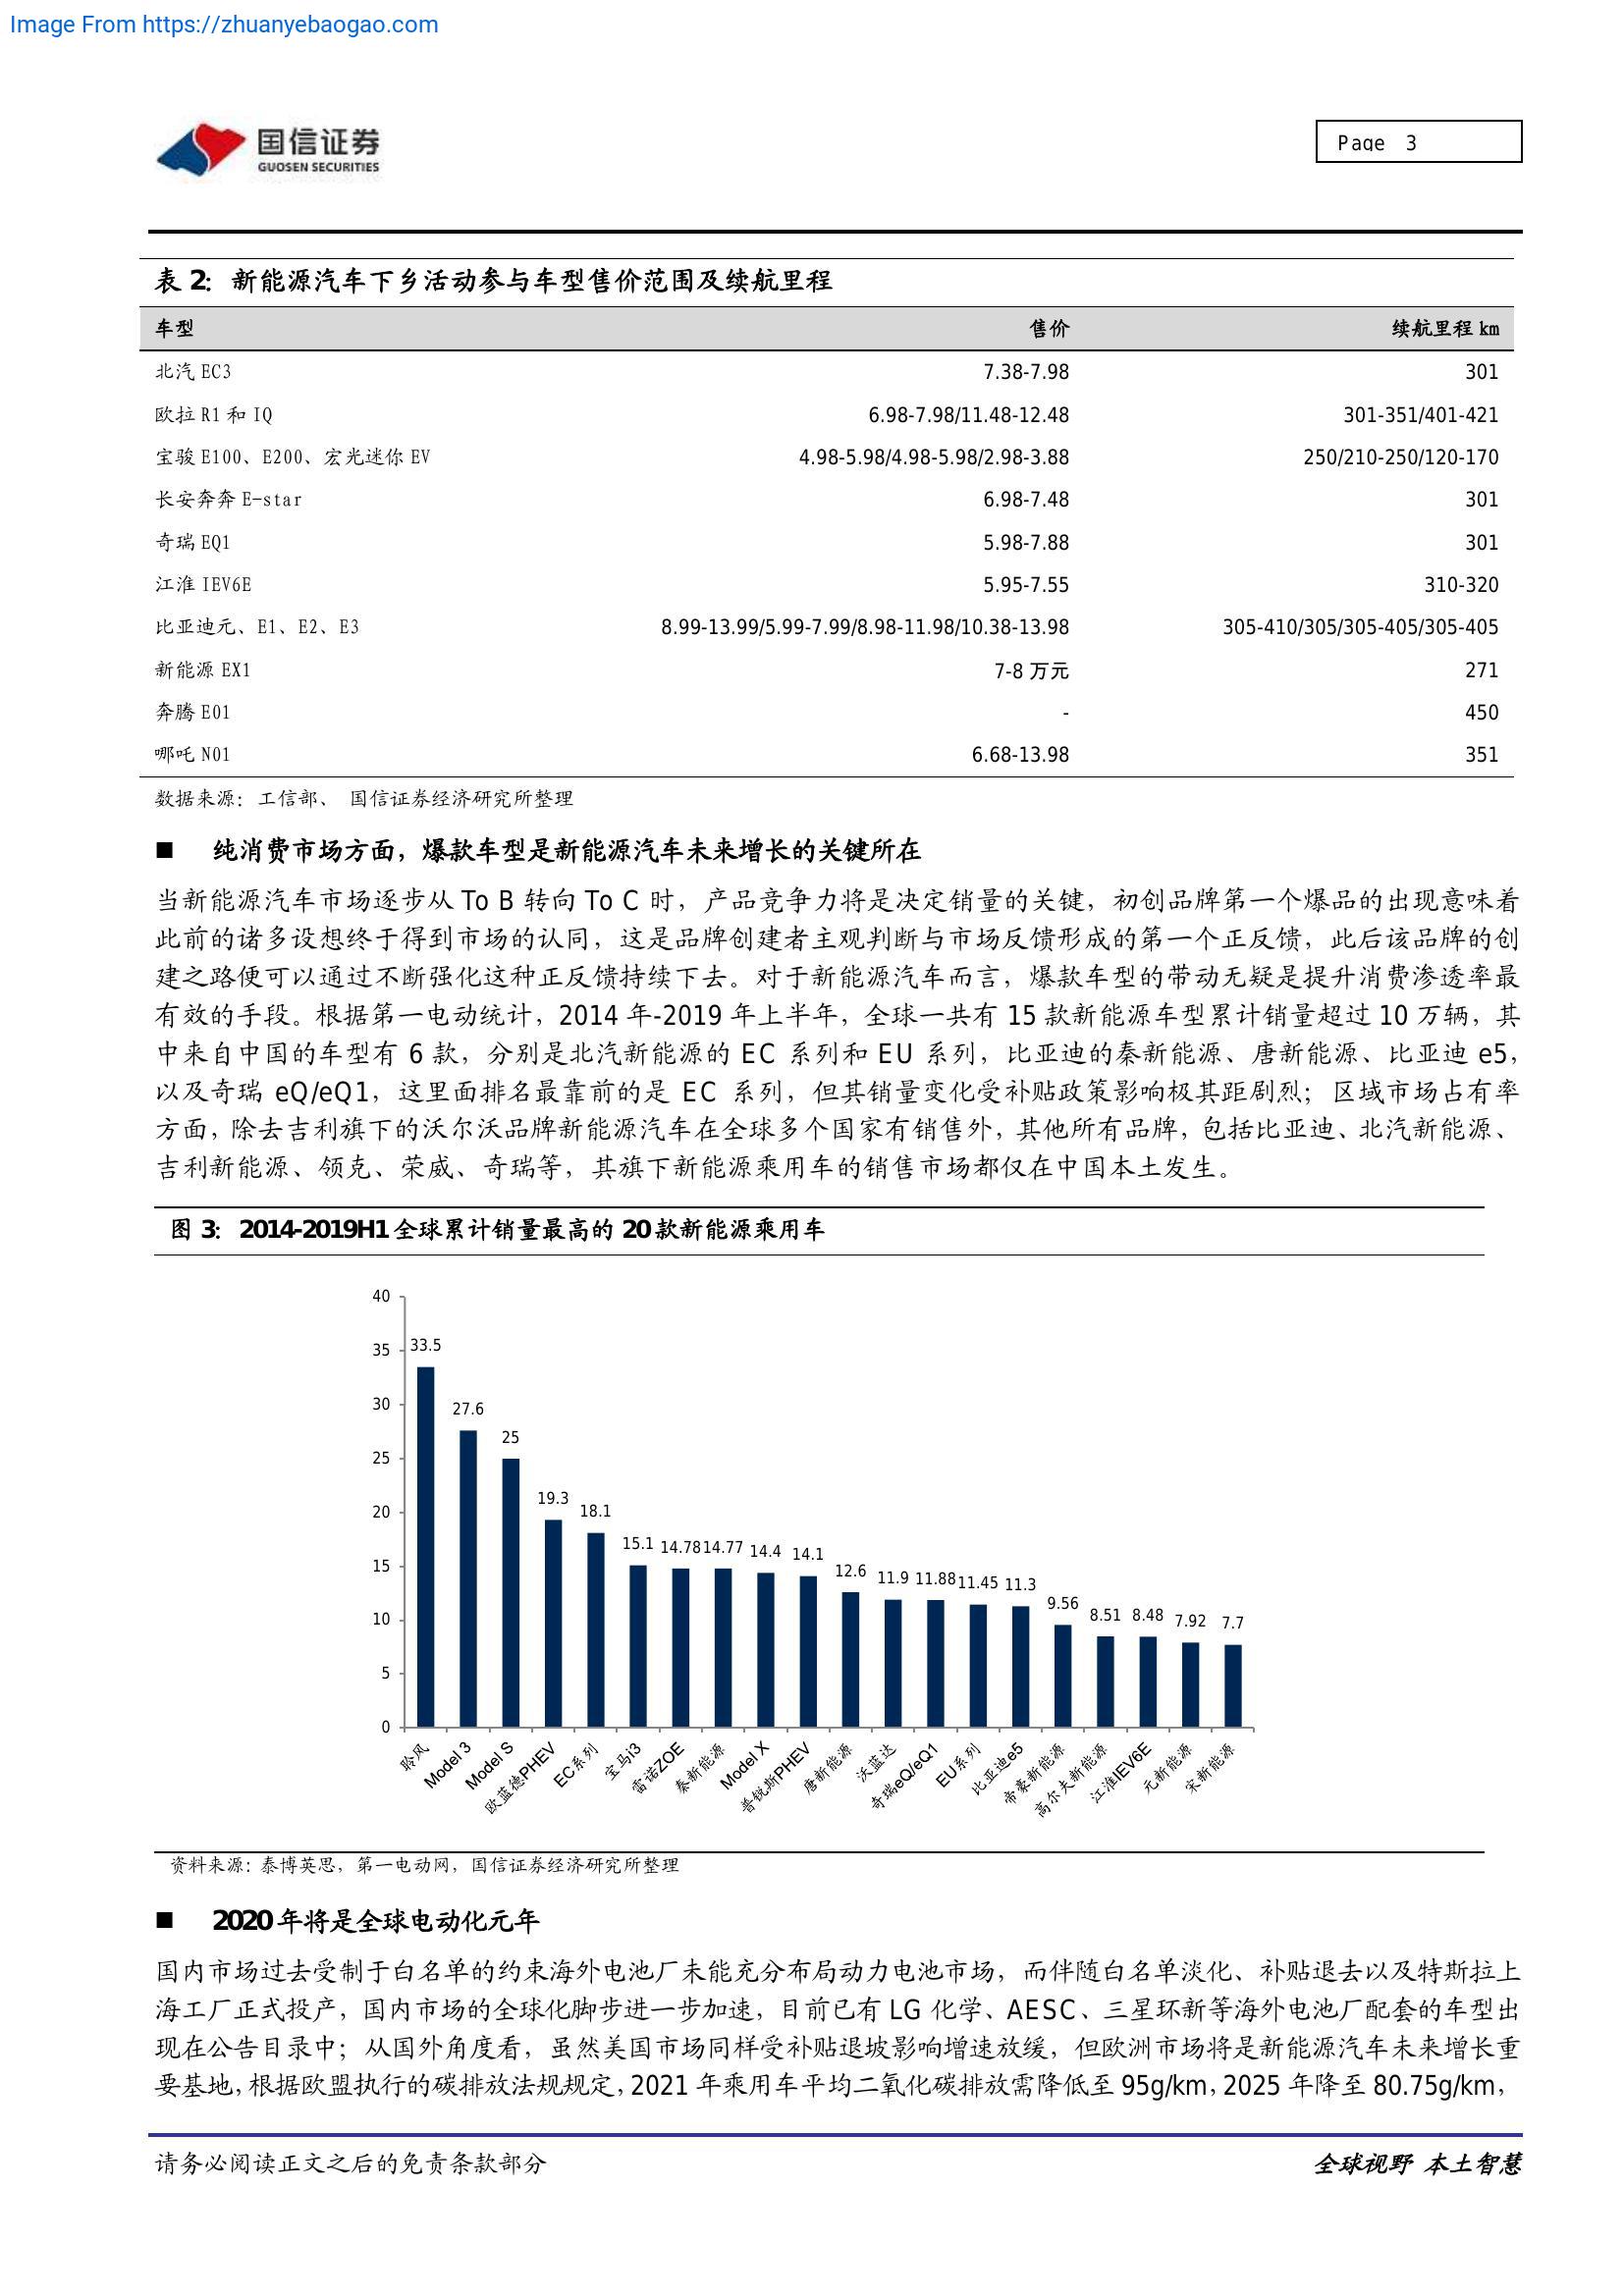 Image From https://zhuanyebaogao.com
国信证券
GUOSEN SECURITIES
Page 3
表 2：新能源汽车下乡活动参与车型售价范围及续航里程
车型 售价 续航里程 km
北汽 EC3 7.38-7.98 301
欧拉 R1 和 IQ 6.98-7.98/11.48-12.48 301-351/401-421
宝骏 E100、E200、宏光迷你 EV 4.98-5.98/4.98-5.98/2.98-3.88 250/210-250/120-170
长安奔奔 E-star 6.98-7.48 301
奇瑞 EQ1 5.98-7.88 301
江淮 IEV6E 5.95-7.55 310-320
比亚迪元、E1、E2、E3 8.99-13.99/5.99-7.99/8.98-11.98/10.38-13.98 305-410/305/305-405/305-405
新能源 EX1 7-8 万元 271
奔腾 E01 - 450
哪吒 N01 6.68-13.98 351
数据来源：工信部、 国信证券经济研究所整理
■ 纯消费市场方面，爆款车型是新能源汽车未来增长的关键所在
当新能源汽车市场逐步从 To B 转向 To C 时，产品竞争力将是决定销量的关键，初创品牌第一个爆品的出现意味着
此前的诸多设想终于得到市场的认同，这是品牌创建者主观判断与市场反馈形成的第一个正反馈，此后该品牌的创
建之路便可以通过不断强化这种正反馈持续下去。对于新能源汽车而言，爆款车型的带动无疑是提升消费渗透率最
有效的手段。根据第一电动统计，2014 年-2019 年上半年，全球一共有 15 款新能源车型累计销量超过 10 万辆，其
中来自中国的车型有 6 款，分别是北汽新能源的 EC 系列和 EU 系列，比亚迪的秦新能源、唐新能源、比亚迪 e5，
以及奇瑞 eQ/eQ1，这里面排名最靠前的是 EC 系列，但其销量变化受补贴政策影响极其距剧烈；区域市场占有率
方面，除去吉利旗下的沃尔沃品牌新能源汽车在全球多个国家有销售外，其他所有品牌，包括比亚迪、北汽新能源、
吉利新能源、领克、荣威、奇瑞等，其旗下新能源乘用车的销售市场都仅在中国本土发生。
图 3：2014-2019H1 全球累计销量最高的 20 款新能源乘用车
40
35
30
25
20
15
10
5
0
33.5 27.6 25 19.3 18.1 15.1 14.78 14.77 14.4 14.1 12.6 11.9 11.88 11.45 11.3 9.56 8.51 8.48 7.92 7.7
聆风 Model 3 Model S 欧蓝德PHEV EC系列 宝马i3 雷诺ZOE 秦新能源 Model X 普锐斯PHEV 唐新能源 沃蓝达 奇瑞eQ/eQ1 EU系列 比亚迪e5 帝豪新能源 高尔夫新能源 江淮IEV6E 元新能源 宋新能源
资料来源：泰博英思，第一电动网，国信证券经济研究所整理
■ 2020 年将是全球电动化元年
国内市场过去受制于白名单的约束海外电池厂未能充分布局动力电池市场，而伴随白名单淡化、补贴退去以及特斯拉上
海工厂正式投产，国内市场的全球化脚步进一步加速，目前已有 LG 化学、AESC、三星环新等海外电池厂配套的车型出
现在公告目录中；从国外角度看，虽然美国市场同样受补贴退坡影响增速放缓，但欧洲市场将是新能源汽车未来增长重
要基地，根据欧盟执行的碳排放法规规定，2021 年乘用车平均二氧化碳排放需降低至 95g/km，2025 年降至 80.75g/km，
请务必阅读正文之后的免责条款部分
全球视野 本土智慧